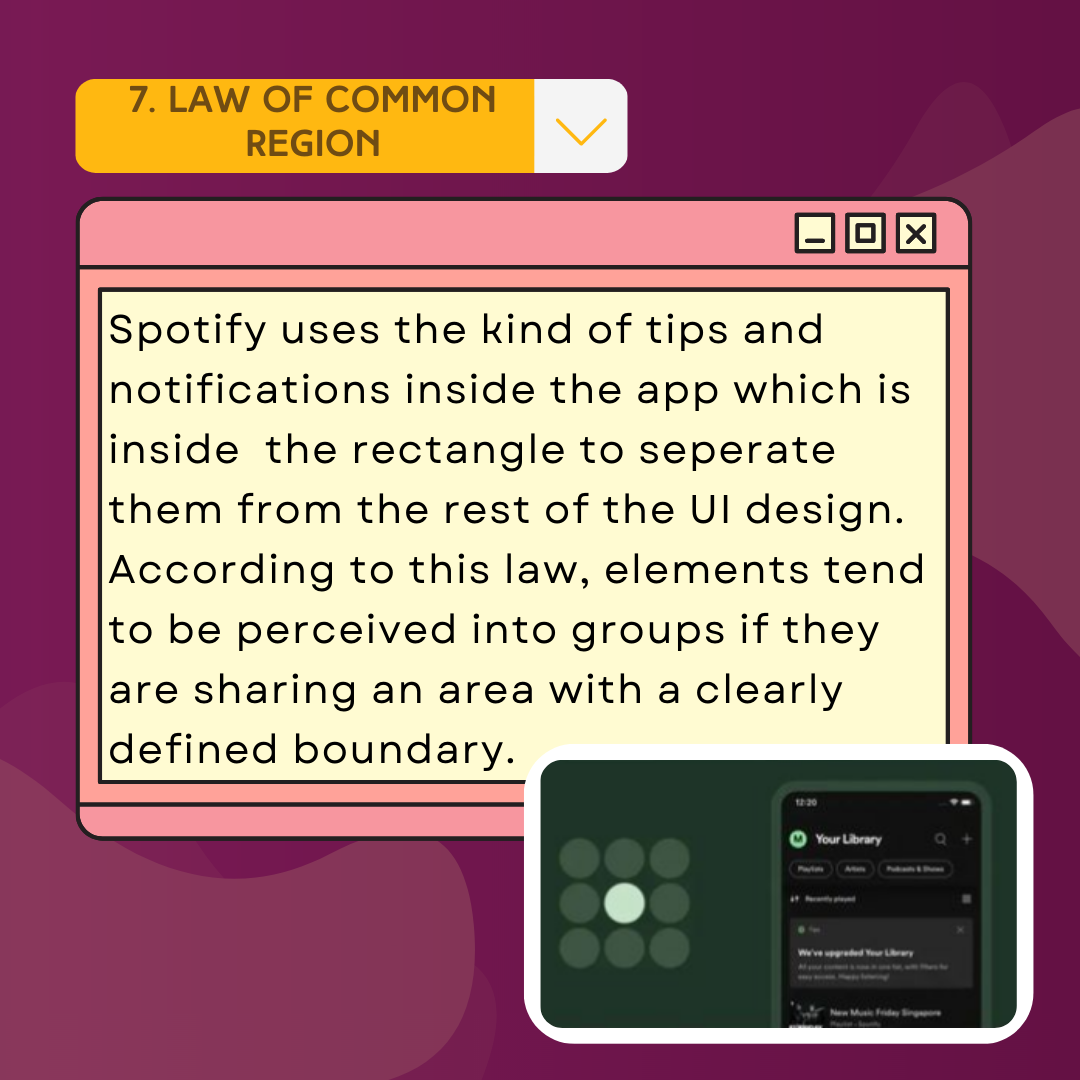 7. LAW OF COMMON
REGION
Spotify uses the kind of tips and
notifications inside the app which is
inside  the rectangle to seperate
them from the rest of the UI design.
According to this law, elements tend
to be perceived into groups if they
are sharing an area with a clearly
defined boundary.
12:20
M Your Library
Playlists Artists Podcasts & Shows
Recently played
Tips
We've upgraded Your Library
All your content is now in one list, with filters for
easy access. Happy listening!
New Music Friday Singapore
Playlist • Spotify